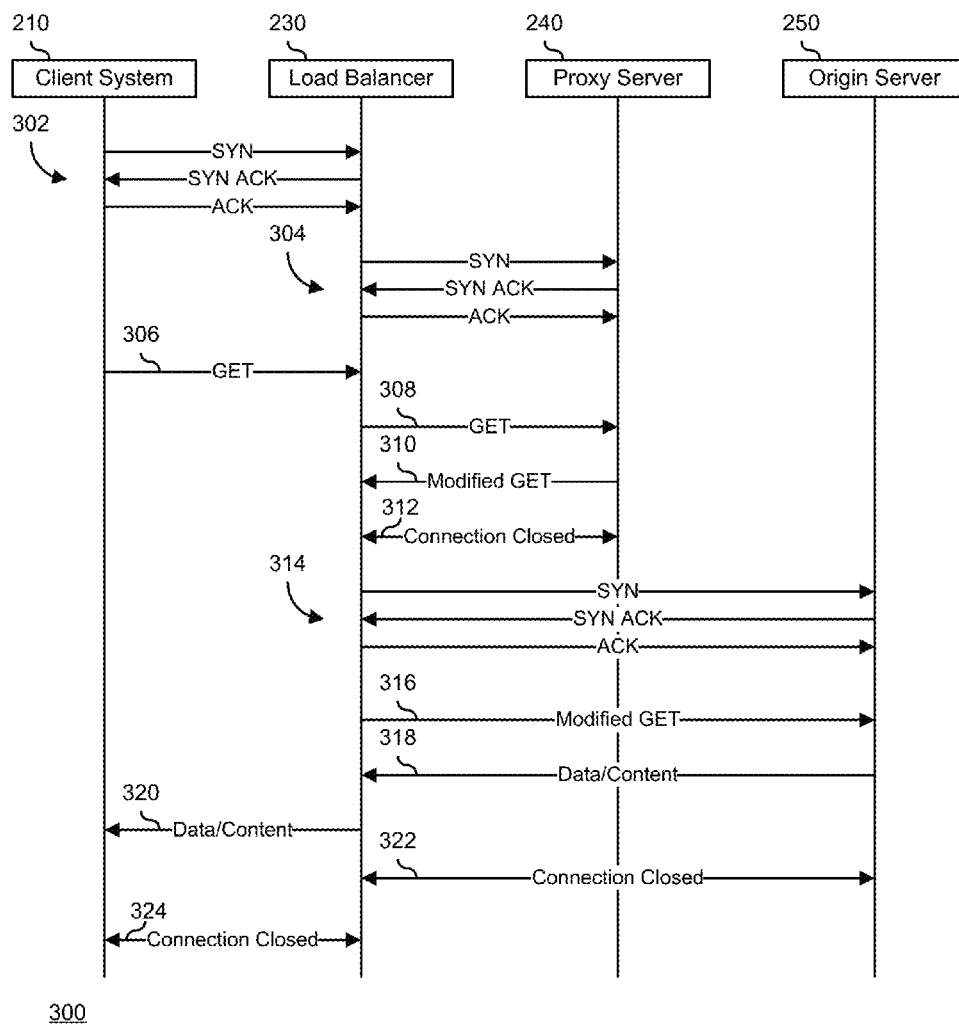 210 230 240 250
Client System Load Balancer Proxy Server Origin Server
302
SYN
SYN ACK
ACK
304
SYN
SYN ACK
ACK
306
GET
308
GET
310
Modified GET
312
Connection Closed
314
SYN
SYN ACK
ACK
316
Modified GET
318
Data/Content
320
Data/Content
322
Connection Closed
324
Connection Closed
300